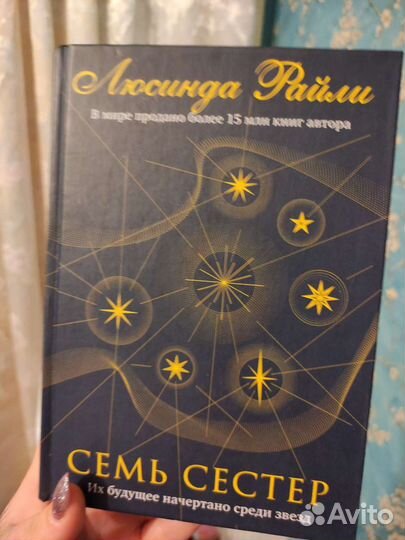 Люсинда Райли
В мире продано более 15 млн книг автора
СЕМЬ СЕСТЕР
Их будущее начертано среди звезд
Avito